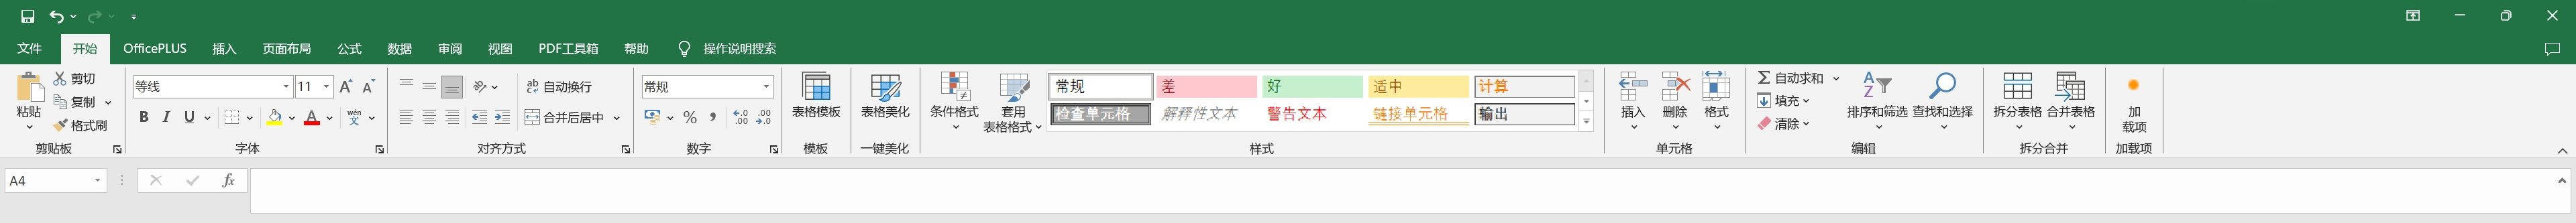 文件 开始 OfficePLUS 插入 页面布局 公式 数据 审阅 视图 PDF工具箱 帮助 操作说明搜索
粘贴 剪切 复制 格式刷 剪贴板
等线 11 A A B I U A wén 文 字体
ab 自动换行 合并后居中 对齐方式
常规 % .0 .00 .00 .0 数字
表格模板 模板
表格美化 一键美化
条件格式 套用 表格格式
常规 差 好 适中 计算
检查单元格 解释性文本 警告文本 链接单元格 输出
样式
插入 删除 格式 单元格
自动求和 填充 清除 排序和筛选 查找和选择 编辑
拆分表格 合并表格 拆分合并
加载项 加载项
A4 fx